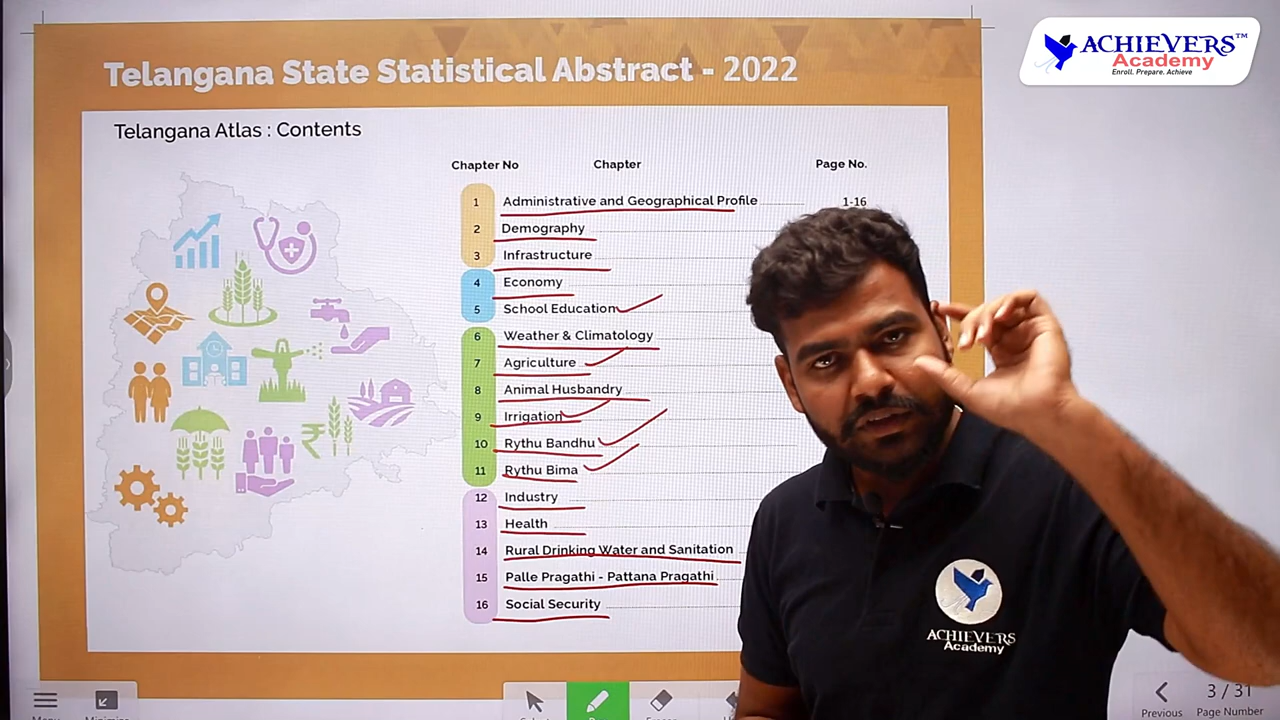 Telangana State Statistical Abstract - 2022
ACHIEVERS™
Academy
Enroll. Prepare. Achieve
Telangana Atlas : Contents
Chapter No Chapter Page No.
1 Administrative and Geographical Profile 1-16
2 Demography
3 Infrastructure
4 Economy
5 School Education
6 Weather & Climatology
7 Agriculture
8 Animal Husbandry
9 Irrigation
10 Rythu Bandhu
11 Rythu Bima
12 Industry
13 Health
14 Rural Drinking Water and Sanitation
15 Palle Pragathi - Pattana Pragathi
16 Social Security
ACHIEVERS
Academy
3 / 31
Previous Page Number